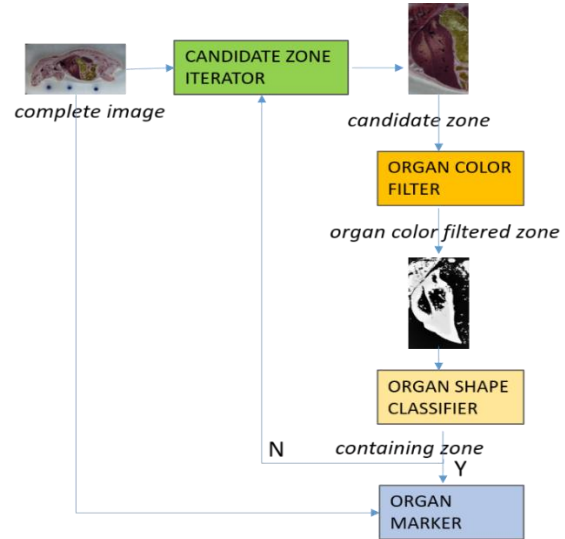 CANDIDATE ZONE
ITERATOR
complete image
candidate zone
ORGAN COLOR
FILTER
organ color filtered zone
ORGAN SHAPE
CLASSIFIER
N
containing zone
Y
ORGAN
MARKER